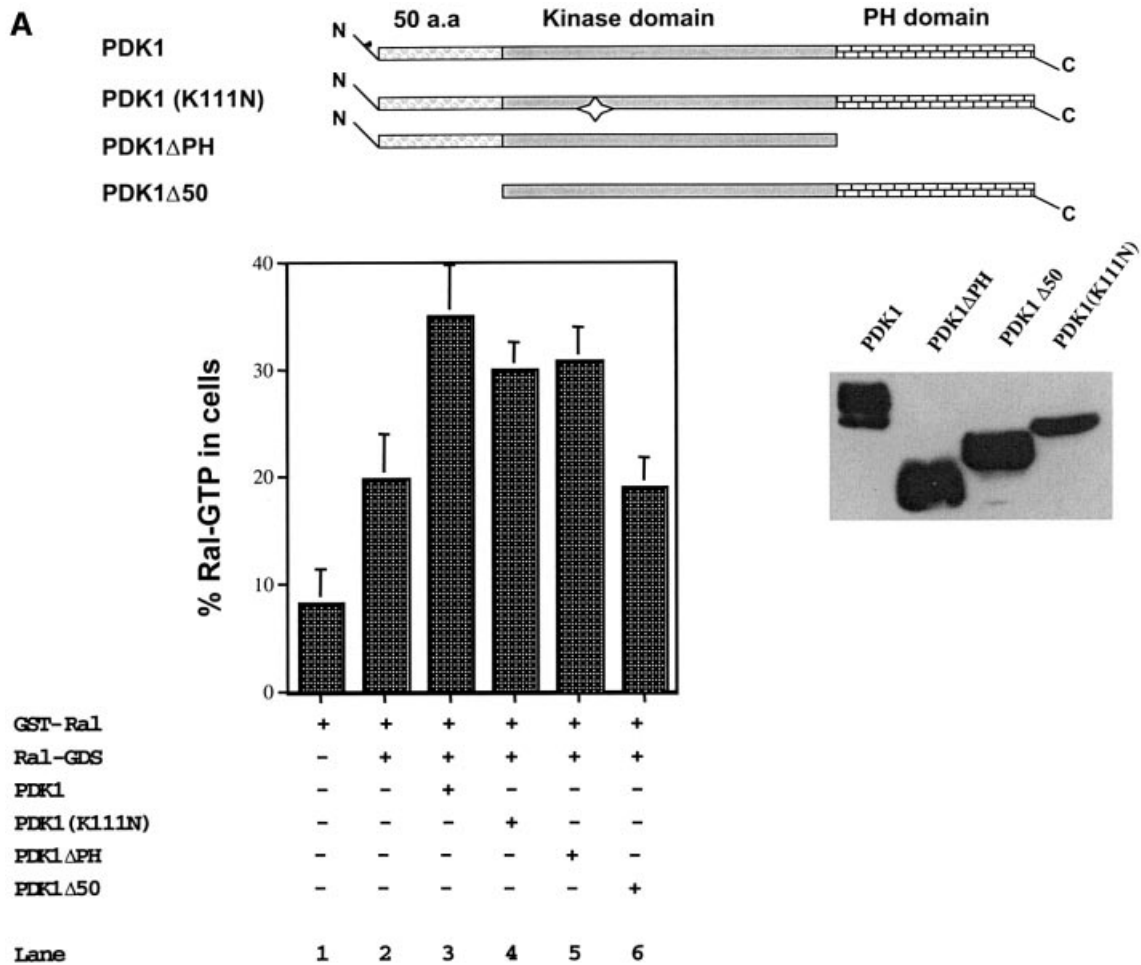 A
50 a.a Kinase domain PH domain
PDK1 N C
PDK1 (K111N) N C
PDK1ΔPH N
PDK1Δ50 C
% Ral-GTP in cells
40
30
20
10
0
PDK1 PDK1ΔPH PDK1 Δ50 PDK1(K111N)
GST-Ral + + + + + +
Ral-GDS - + + + + +
PDK1 - - + - - -
PDK1(K111N) - - - + - -
PDK1ΔPH - - - - + -
PDK1Δ50 - - - - - +
Lane 1 2 3 4 5 6